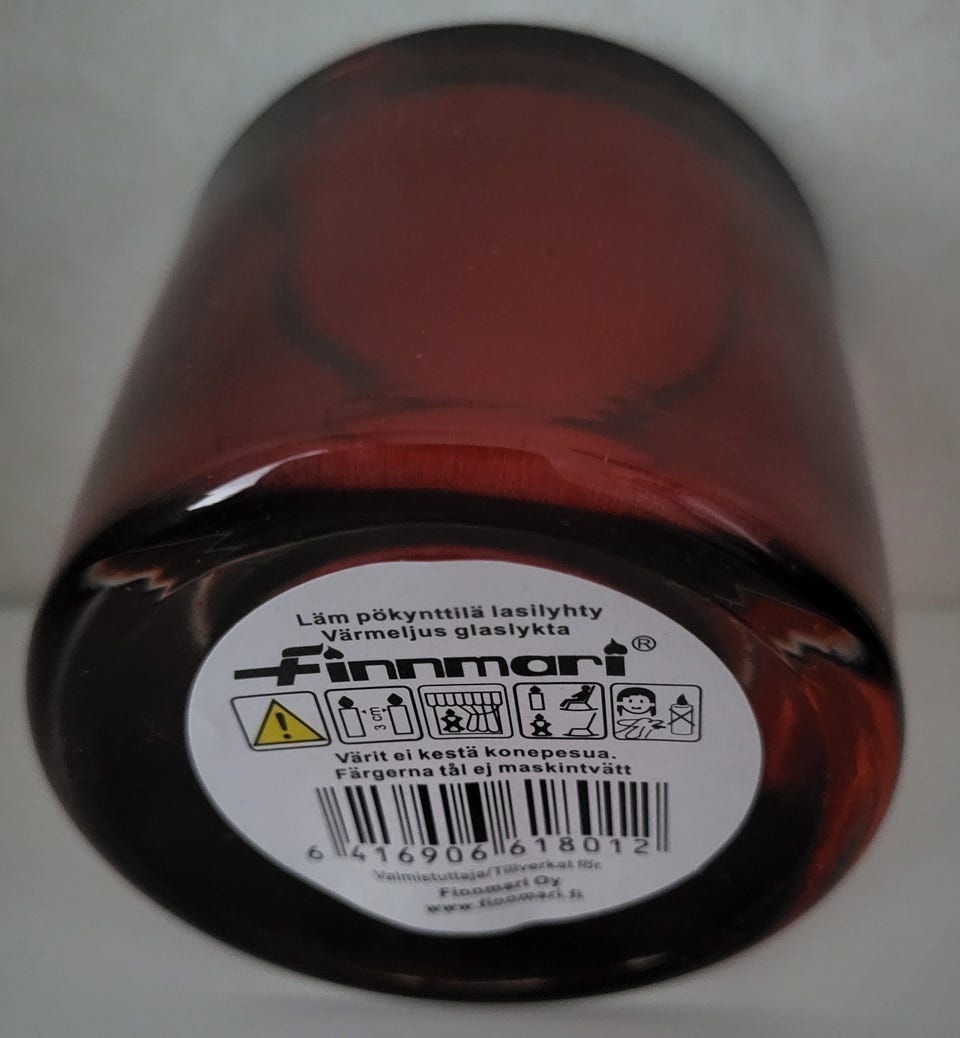 Läm pökynttilä lasilyhty
Värmeljus glaslykta
Finnmari®
3 cm
Värit ei kestä konepesua.
Färgerna tål ej maskintvätt
6 416906 618012
Valmistuttaja/Tillverkat för:
Finnmari Oy
www.finnmari.fi